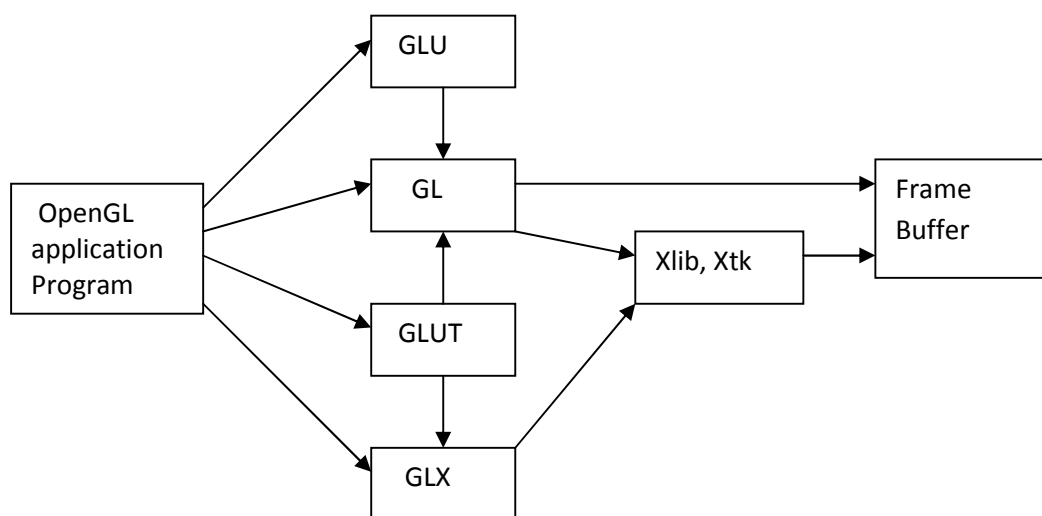 GLU
GL
OpenGL
application
Program
Frame
Buffer
Xlib, Xtk
GLUT
GLX